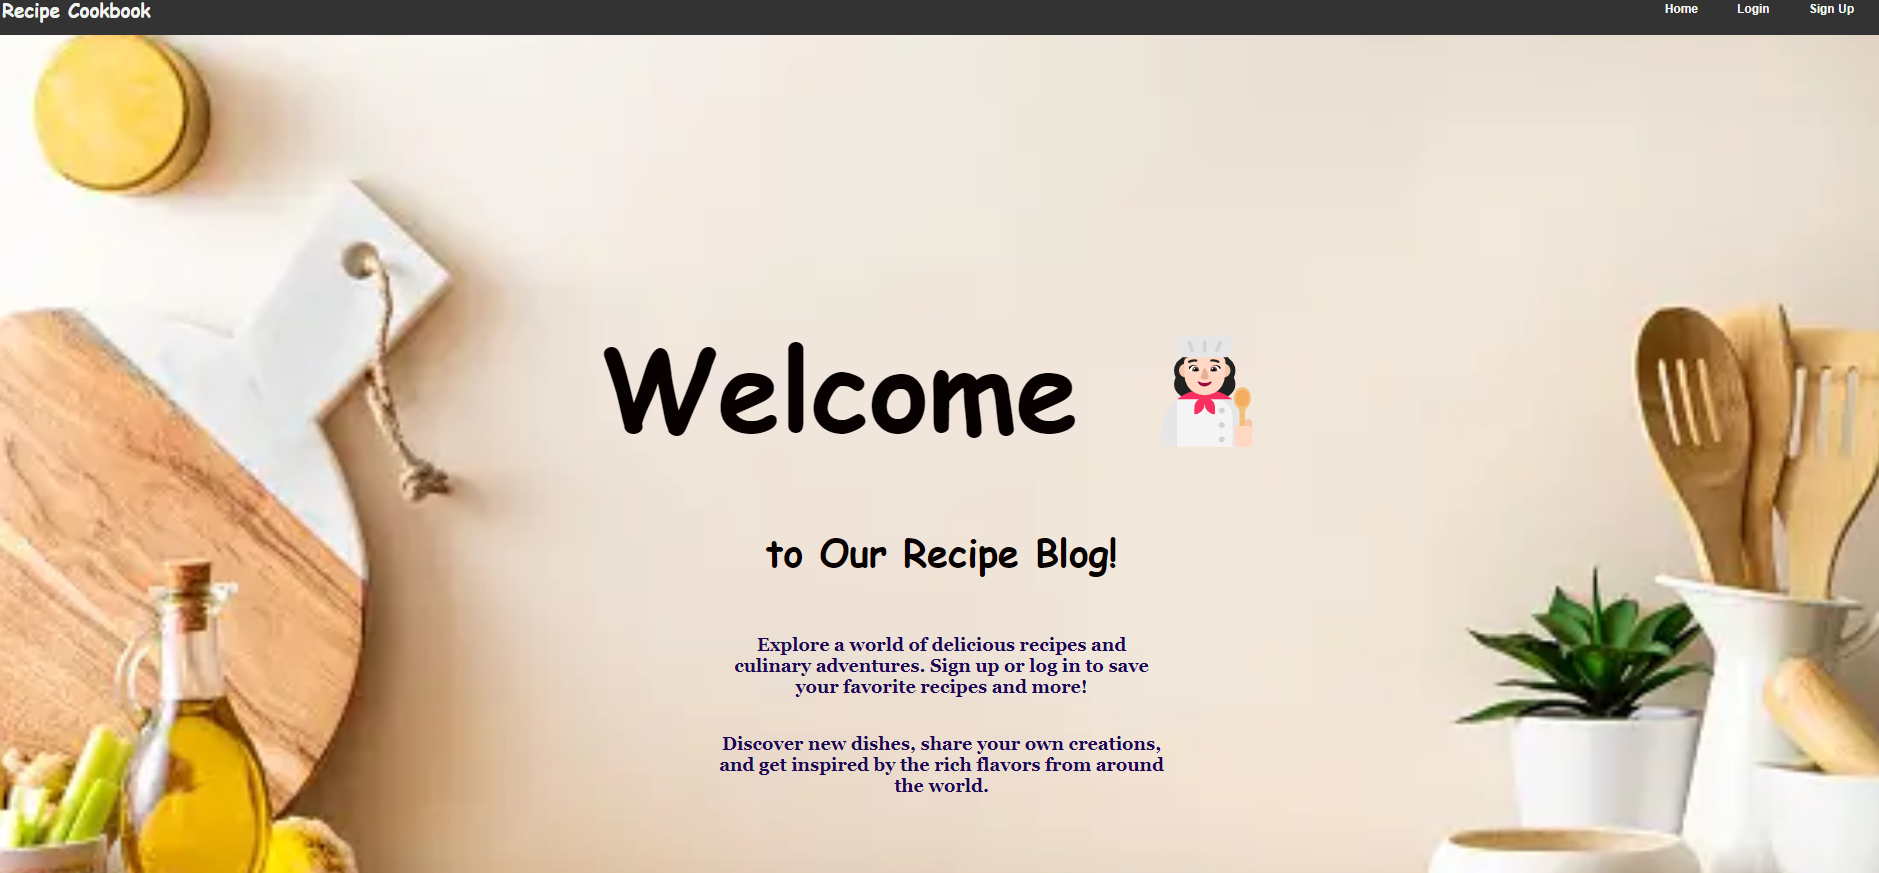 Recipe Cookbook
Home Login Sign Up
Welcome
to Our Recipe Blog!
Explore a world of delicious recipes and
culinary adventures. Sign up or log in to save
your favorite recipes and more!
Discover new dishes, share your own creations,
and get inspired by the rich flavors from around
the world.